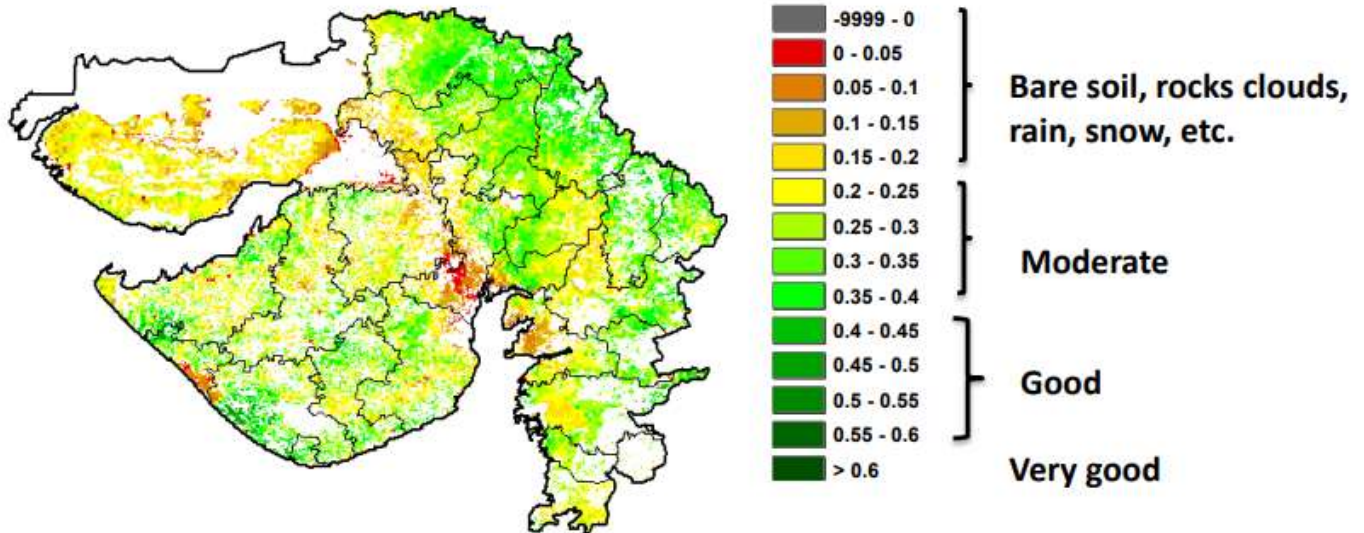 -9999 - 0
0 - 0.05
0.05 - 0.1
0.1 - 0.15
0.15 - 0.2
0.2 - 0.25
0.25 - 0.3
0.3 - 0.35
0.35 - 0.4
0.4 - 0.45
0.45 - 0.5
0.5 - 0.55
0.55 - 0.6
> 0.6
Bare soil, rocks clouds,
rain, snow, etc.
Moderate
Good
Very good